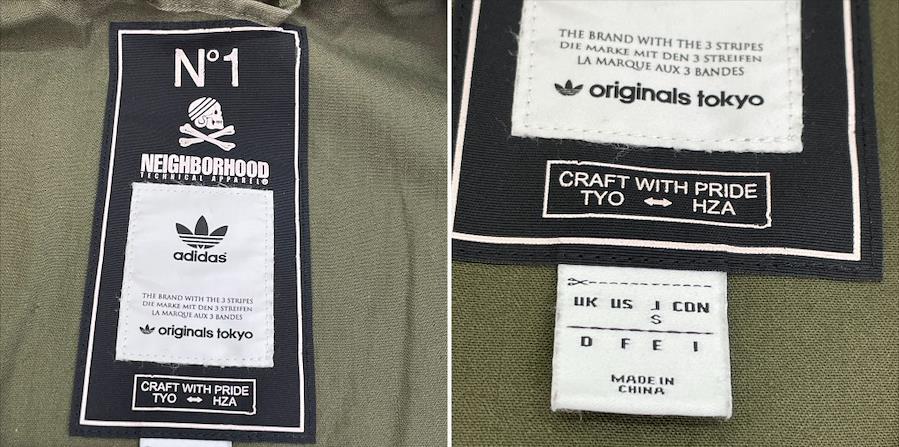 N°1
NEIGHBORHOOD
TECHNICAL APPAREL®
adidas
THE BRAND WITH THE 3 STRIPES
DIE MARKE MIT DEN 3 STREIFEN
LA MARQUE AUX 3 BANDES
originals tokyo
CRAFT WITH PRIDE
TYO ↔ HZA
THE BRAND WITH THE 3 STRIPES
DIE MARKE MIT DEN 3 STREIFEN
LA MARQUE AUX 3 BANDES
originals tokyo
CRAFT WITH PRIDE
TYO ↔ HZA
UK US J CDN
S
D F E I
MADE IN
CHINA